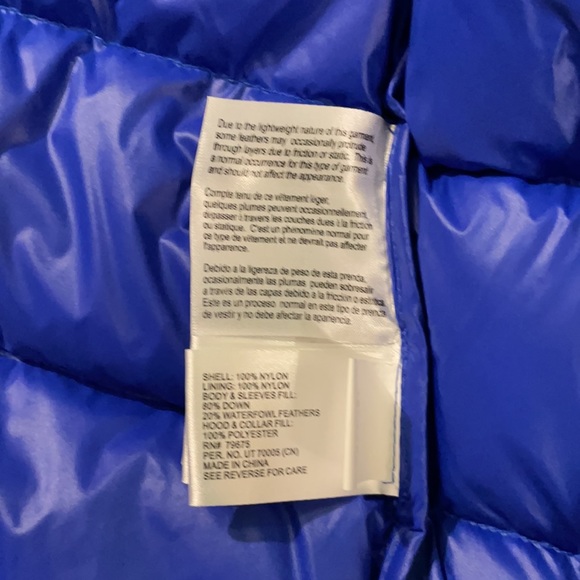 Due to the lightweight nature of this garment,
some feathers may occasionally protrude
through layers due to friction or static. This is
a normal occurrence for this type of garment
and should not affect the appearance.
Compte tenu de ce vêtement leger,
quelques plumes peuvent occasionnellement
dépasser à travers les couches dues à la friction
ou statique. C'est un phénomène normal pour
ce type de vêtement et ne devrait pas affecter
l'apparence.
Debido a la ligereza de peso de esta prenda,
ocasionalmente las plumas pueden sobresalir
a través de las capas debido a la fricción o estática.
Este es un proceso normal en este tipo de prenda
de vestir y no debe afectar la apariencia.
SHELL: 100% NYLON
LINING: 100% NYLON
BODY & SLEEVES FILL:
80% DOWN
20% WATERFOWL FEATHERS
HOOD & COLLAR FILL:
100% POLYESTER
RN# 79675
PER. NO. UT 70005 (CN)
MADE IN CHINA
SEE REVERSE FOR CARE